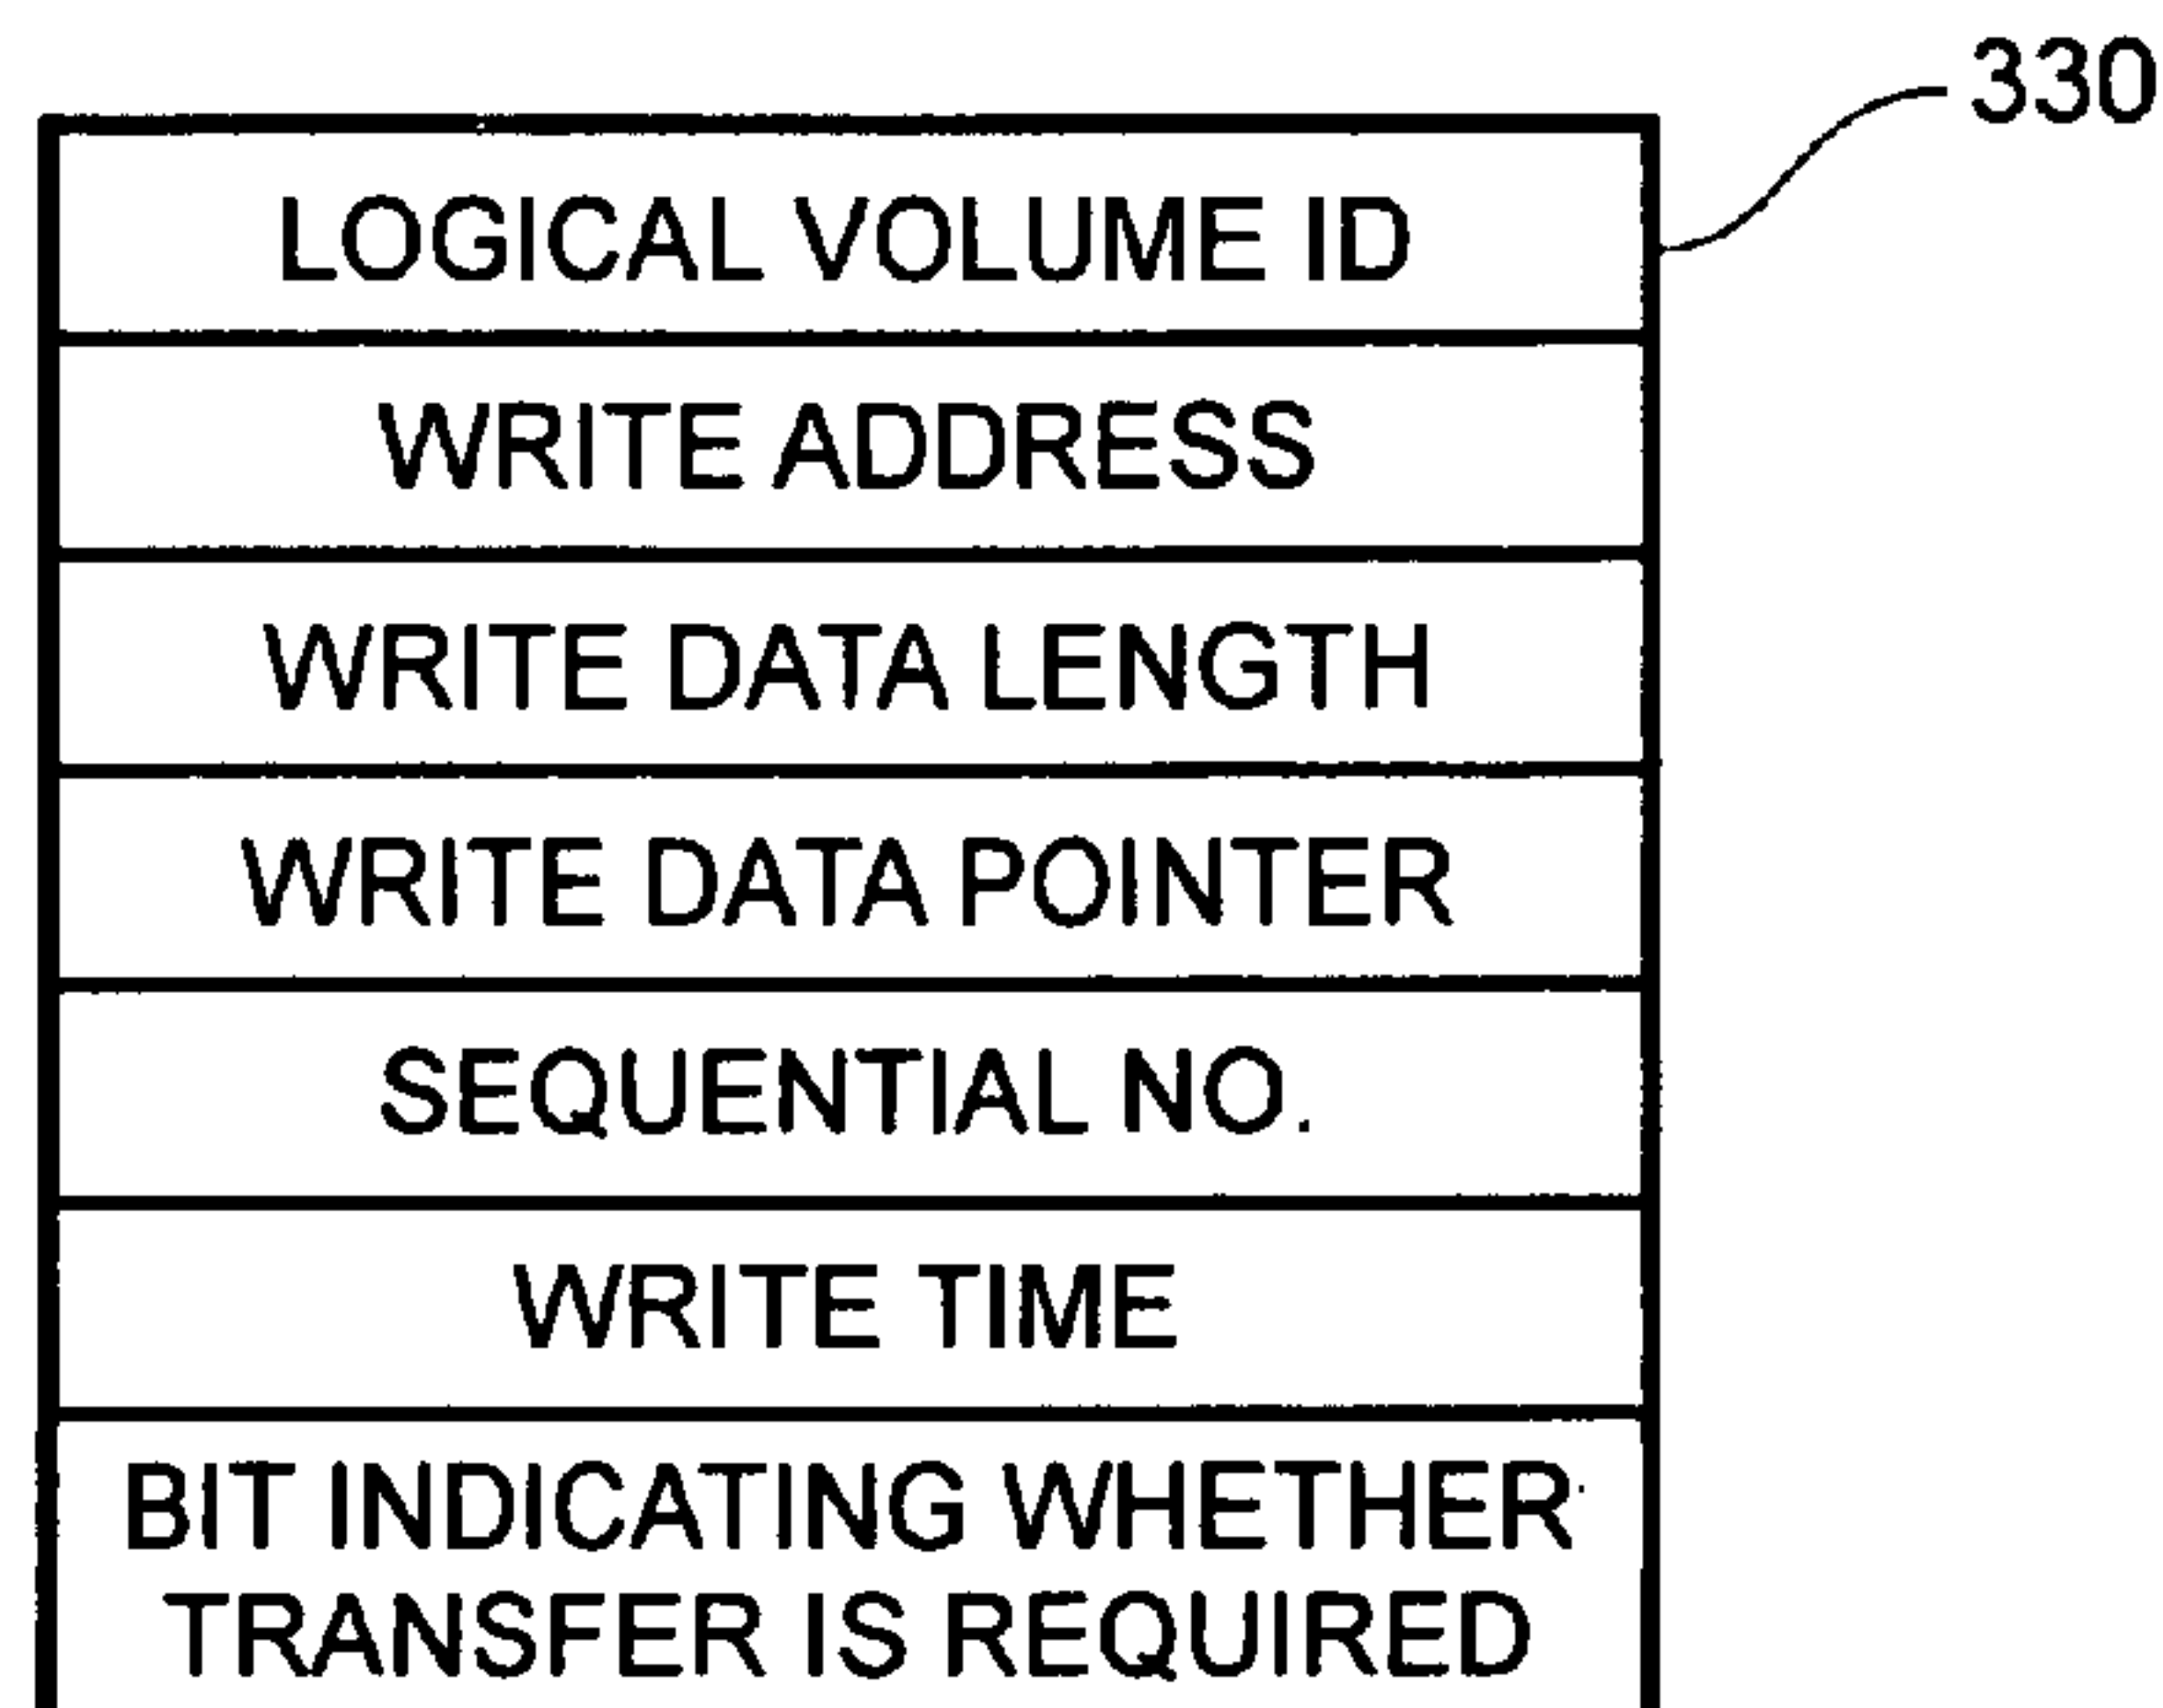 330
LOGICAL VOLUME ID
WRITE ADDRESS
WRITE DATA LENGTH
WRITE DATA POINTER
SEQUENTIAL NO.
WRITE TIME
BIT INDICATING WHETHER
TRANSFER IS REQUIRED